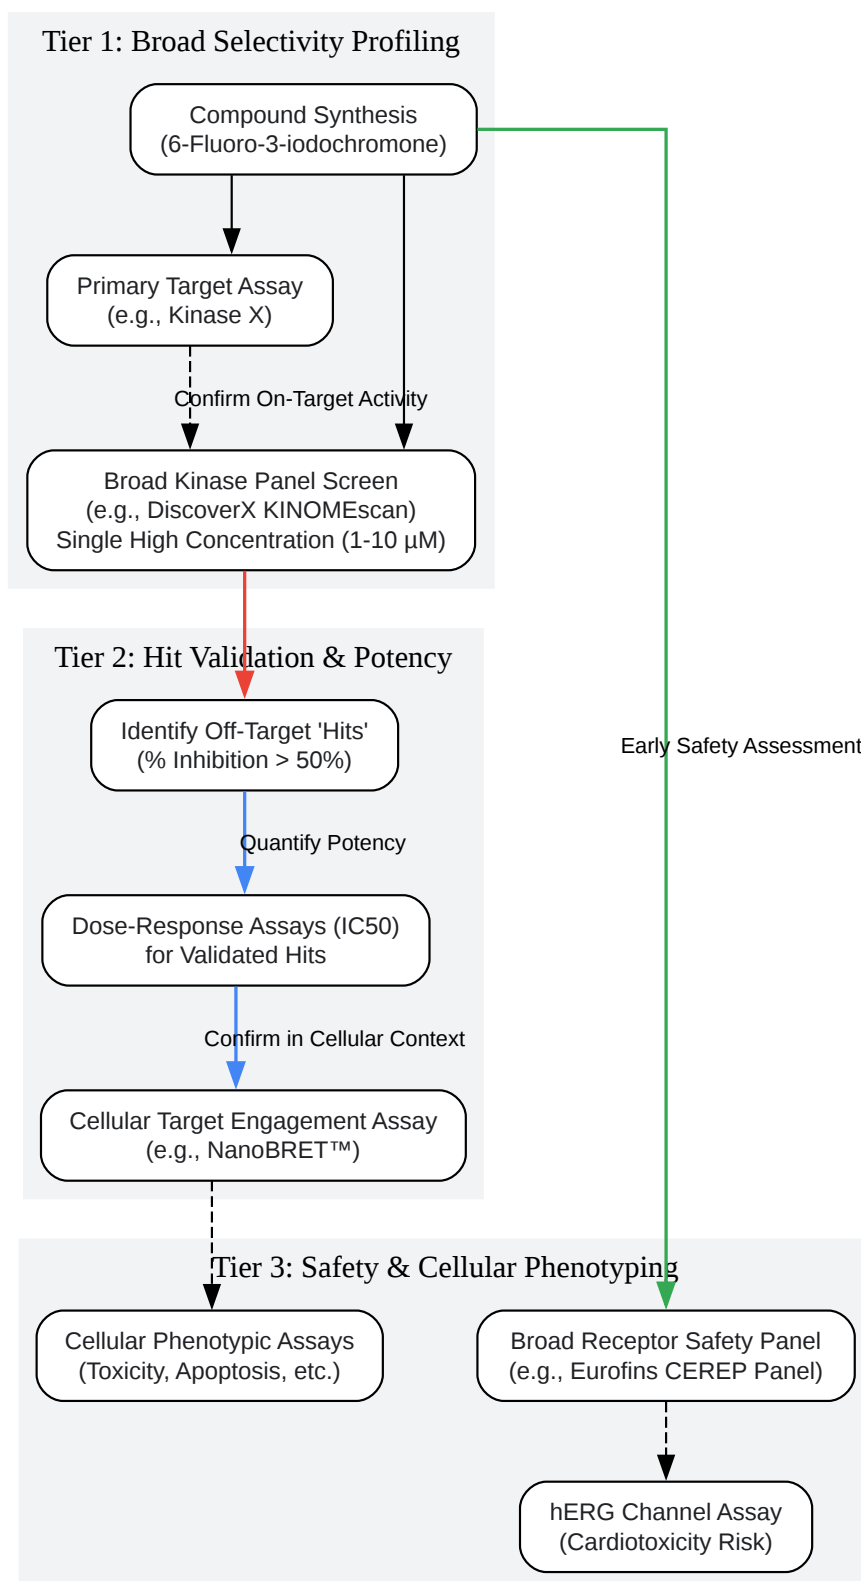 Tier 1: Broad Selectivity Profiling
Compound Synthesis
(6-Fluoro-3-iodochromone)
Primary Target Assay
(e.g., Kinase X)
Confirm On-Target Activity
Broad Kinase Panel Screen
(e.g., DiscoverX KINOMEscan)
Single High Concentration (1-10 µM)
Tier 2: Hit Validation & Potency
Identify Off-Target 'Hits'
(% Inhibition > 50%)
Early Safety Assessment
Quantify Potency
Dose-Response Assays (IC50)
for Validated Hits
Confirm in Cellular Context
Cellular Target Engagement Assay
(e.g., NanoBRET™)
Tier 3: Safety & Cellular Phenotyping
Cellular Phenotypic Assays
(Toxicity, Apoptosis, etc.)
Broad Receptor Safety Panel
(e.g., Eurofins CEREP Panel)
hERG Channel Assay
(Cardiotoxicity Risk)